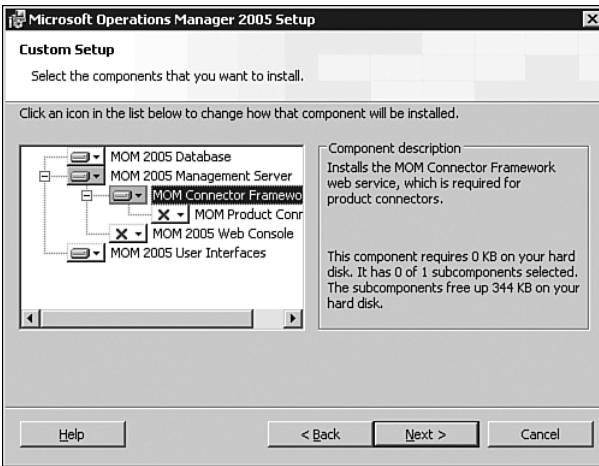 Microsoft Operations Manager 2005 Setup
Custom Setup
Select the components that you want to install.
Click an icon in the list below to change how that component will be installed.
MOM 2005 Database
MOM 2005 Management Server
MOM Connector Framewo
MOM Product Conr
MOM 2005 Web Console
MOM 2005 User Interfaces
Component description
Installs the MOM Connector Framework
web service, which is required for
product connectors.
This component requires 0 KB on your hard
disk. It has 0 of 1 subcomponents selected.
The subcomponents free up 344 KB on your
hard disk.
Help
< Back
Next >
Cancel